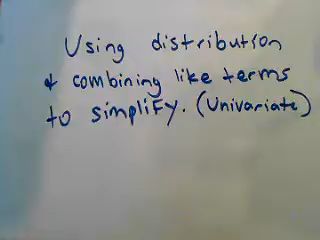 Using distribution
& combining like terms
to simplify. (Univariate)